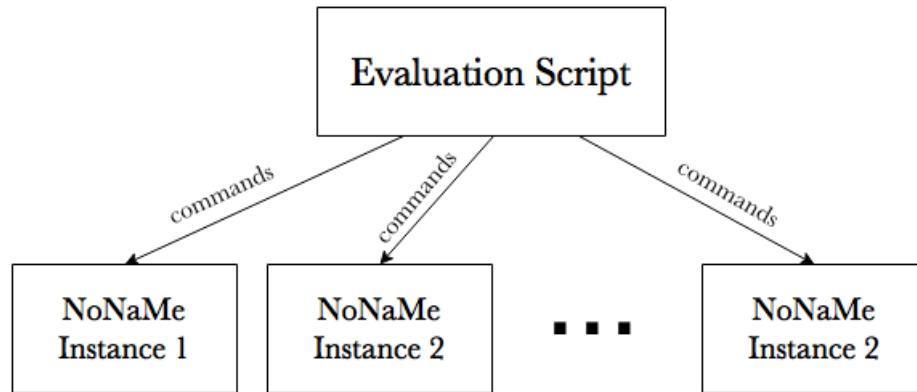 Evaluation Script
commands
commands
commands
NoNaMe
Instance 1
NoNaMe
Instance 2
NoNaMe
Instance 2